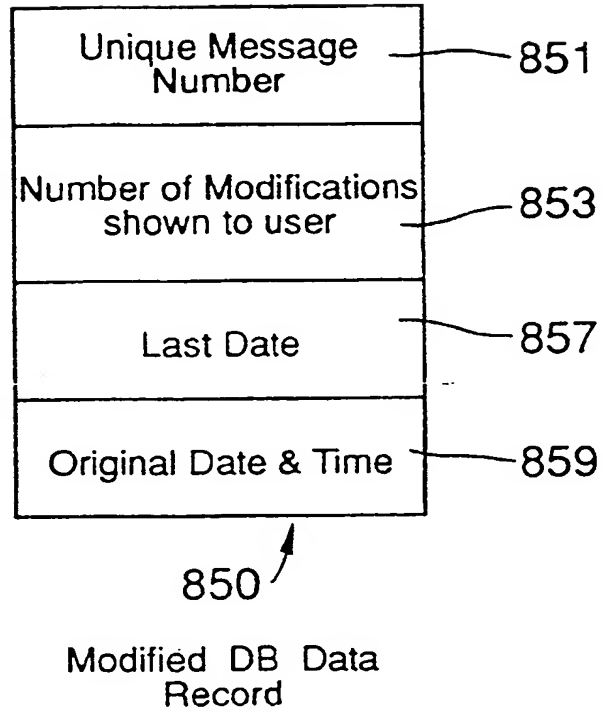 Unique Message
Number
851
Number of Modifications
shown to user
853
Last Date
857
Original Date & Time
859
850
Modified DB Data
Record